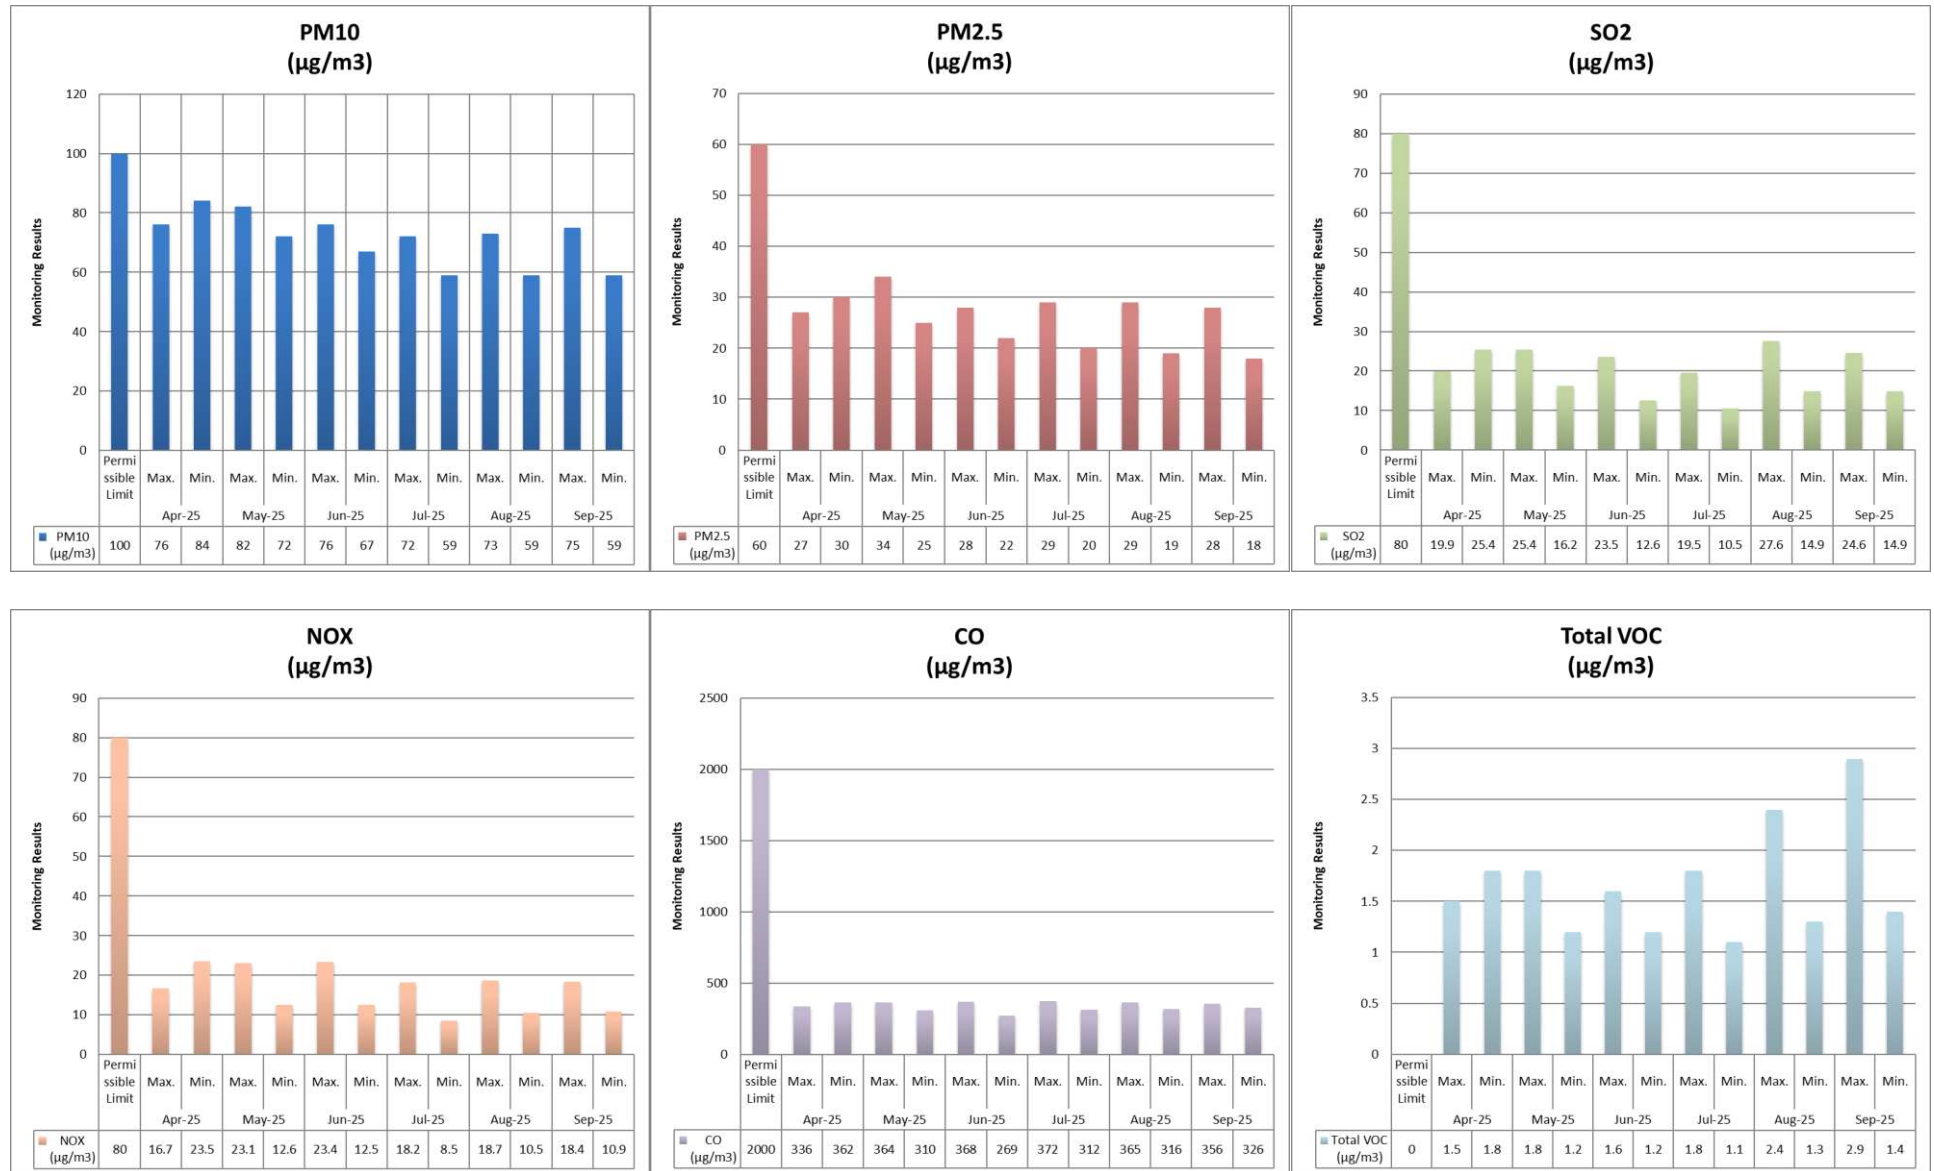 PM10
(µg/m3)
Monitoring Results
120
100
80
60
40
20
0
Permi
ssible
Limit
Max. Min. Max. Min. Max. Min. Max. Min. Max. Min. Max. Min.
Apr-25 May-25 Jun-25 Jul-25 Aug-25 Sep-25
PM10
(µg/m3)
100 76 84 82 72 76 67 72 59 73 59 75 59
PM2.5
(µg/m3)
Monitoring Results
70
60
50
40
30
20
10
0
Permi
ssible
Limit
Max. Min. Max. Min. Max. Min. Max. Min. Max. Min. Max. Min.
Apr-25 May-25 Jun-25 Jul-25 Aug-25 Sep-25
PM2.5
(µg/m3)
60 27 30 34 25 28 22 29 20 29 19 28 18
SO2
(µg/m3)
Monitoring Results
90
80
70
60
50
40
30
20
10
0
Permi
ssible
Limit
Max. Min. Max. Min. Max. Min. Max. Min. Max. Min. Max. Min.
Apr-25 May-25 Jun-25 Jul-25 Aug-25 Sep-25
SO2
(µg/m3)
80 19.9 25.4 25.4 16.2 23.5 12.6 19.5 10.5 27.6 14.9 24.6 14.9
NOX
(µg/m3)
Monitoring Results
90
80
70
60
50
40
30
20
10
0
Permi
ssible
Limit
Max. Min. Max. Min. Max. Min. Max. Min. Max. Min. Max. Min.
Apr-25 May-25 Jun-25 Jul-25 Aug-25 Sep-25
NOX
(µg/m3)
80 16.7 23.5 23.1 12.6 23.4 12.5 18.2 8.5 18.7 10.5 18.4 10.9
CO
(µg/m3)
Monitoring Results
2500
2000
1500
1000
500
0
Permi
ssible
Limit
Max. Min. Max. Min. Max. Min. Max. Min. Max. Min. Max. Min.
Apr-25 May-25 Jun-25 Jul-25 Aug-25 Sep-25
CO
(µg/m3)
2000 336 362 364 310 368 269 372 312 365 316 356 326
Total VOC
(µg/m3)
Monitoring Results
3.5
3
2.5
2
1.5
1
0.5
0
Permi
ssible
Limit
Max. Min. Max. Min. Max. Min. Max. Min. Max. Min. Max. Min.
Apr-25 May-25 Jun-25 Jul-25 Aug-25 Sep-25
Total VOC
(µg/m3)
0 1.5 1.8 1.8 1.2 1.6 1.2 1.8 1.1 2.4 1.3 2.9 1.4